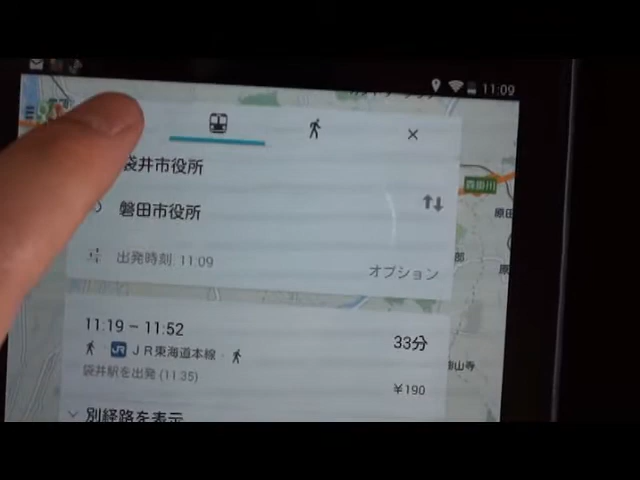 11:09
袋井市役所
磐田市役所
出発時刻: 11:09
オプション
11:19 – 11:52
33分
JR東海道本線
袋井駅を出発 (11:35)
¥190
別経路を表示